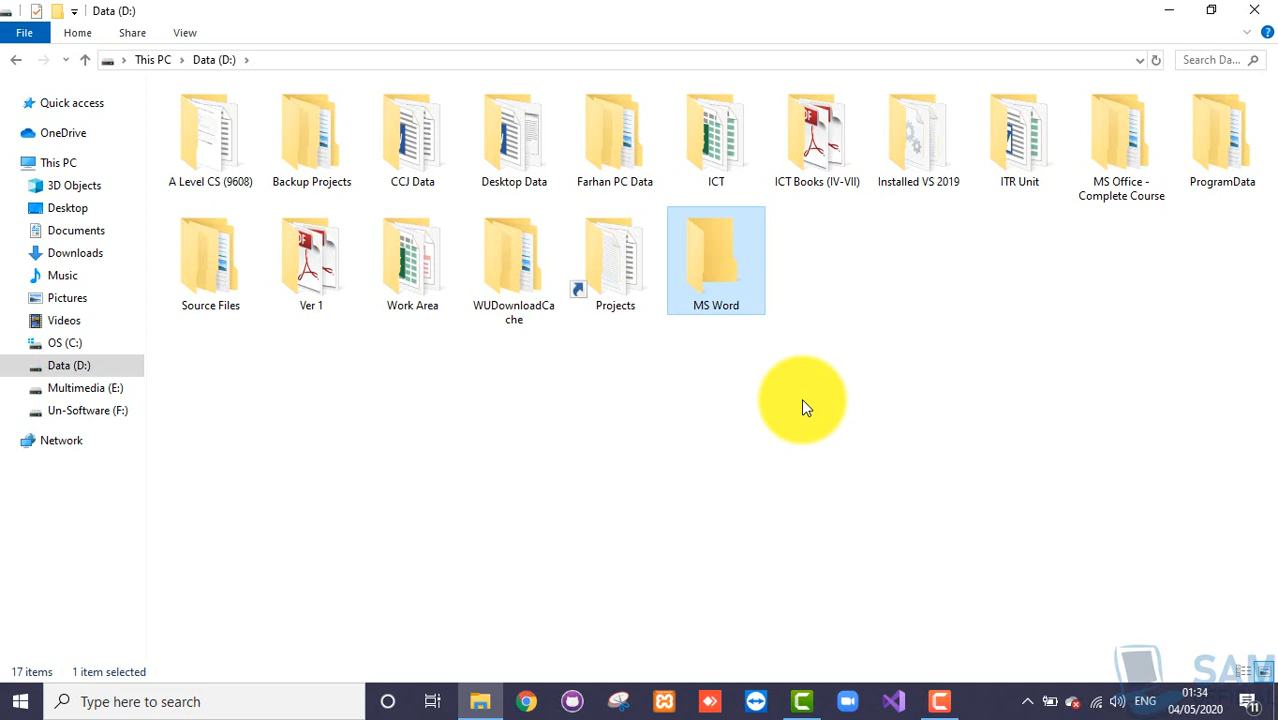 Data (D:)
File Home Share View
This PC Data (D:) Search Da...
Quick access
OneDrive
This PC
3D Objects
Desktop
Documents
Downloads
Music
Pictures
Videos
OS (C:)
Data (D:)
Multimedia (E:)
Un-Software (F:)
Network
A Level CS (9608) Backup Projects CCJ Data Desktop Data Farhan PC Data ICT ICT Books (IV-VII) Installed VS 2019 ITR Unit MS Office - ProgramData
Complete Course
Source Files Ver 1 Work Area WUDownloadCa Projects MS Word
che
17 items 1 item selected
SAM
Type here to search
ENG
01:34
04/05/2020
11